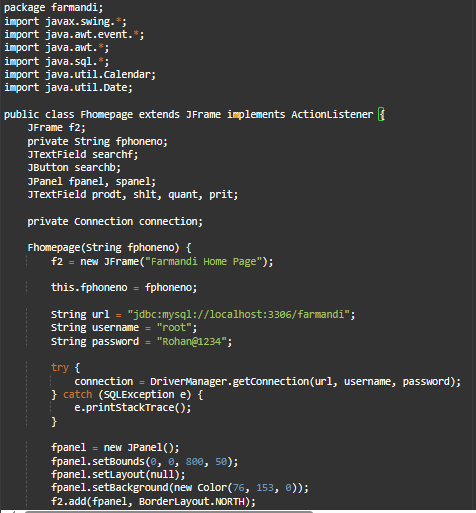 package farmandi;
import javax.swing.*;
import java.awt.event.*;
import java.awt.*;
import java.sql.*;
import java.util.Calendar;
import java.util.Date;

public class Fhomepage extends JFrame implements ActionListener {
    JFrame f2;
    private String fphoneno;
    JTextField searchf;
    JButton searchb;
    JPanel fpanel, spanel;
    JTextField prodt, shlt, quant, prit;

    private Connection connection;

    Fhomepage(String fphoneno) {
        f2 = new JFrame("Farmandi Home Page");

        this.fphoneno = fphoneno;

        String url = "jdbc:mysql://localhost:3306/farmandi";
        String username = "root";
        String password = "Rohan@1234";

        try {
            connection = DriverManager.getConnection(url, username, password);
        } catch (SQLException e) {
            e.printStackTrace();
        }

        fpanel = new JPanel();
        fpanel.setBounds(0, 0, 800, 50);
        fpanel.setLayout(null);
        fpanel.setBackground(new Color(76, 153, 0));
        f2.add(fpanel, BorderLayout.NORTH);